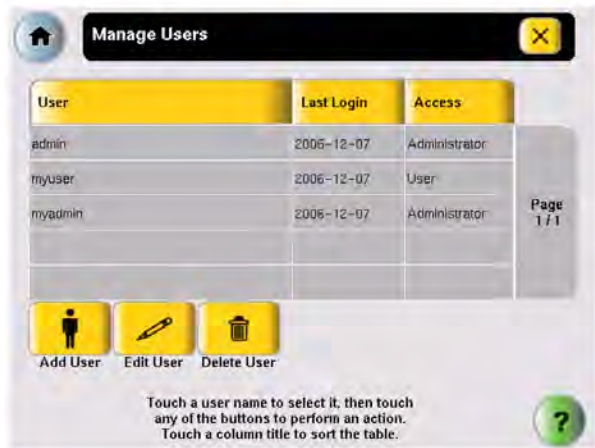 Manage Users
User Last Login Access
admin 2006-12-07 Administrator
myuser 2006-12-07 User
myadmin 2006-12-07 Administrator
Page
1/1
Add User Edit User Delete User
Touch a user name to select it, then touch
any of the buttons to perform an action.
Touch a column title to sort the table.
?